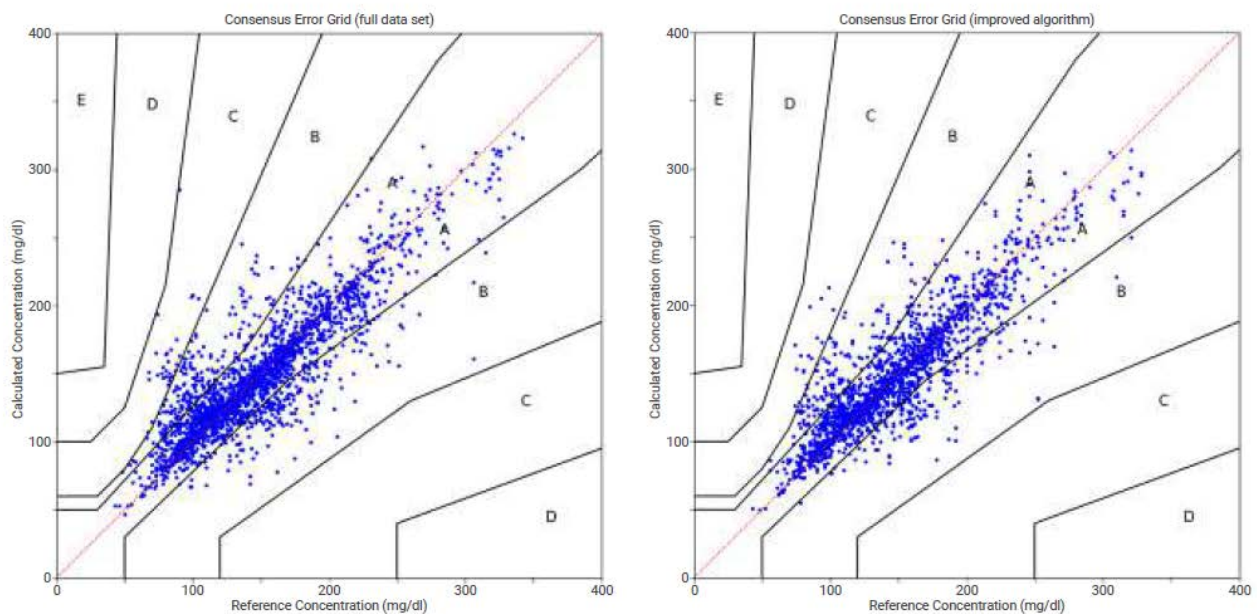 Consensus Error Grid (full data set)
400
300
200
100
0
0
100
200
300
400
Calculated Concentration (mg/dl)
Reference Concentration (mg/dl)
E
D
C
B
A
A
B
C
D
Consensus Error Grid (improved algorithm)
400
300
200
100
0
0
100
200
300
400
Calculated Concentration (mg/dl)
Reference Concentration (mg/dl)
E
D
C
B
A
A
B
C
D